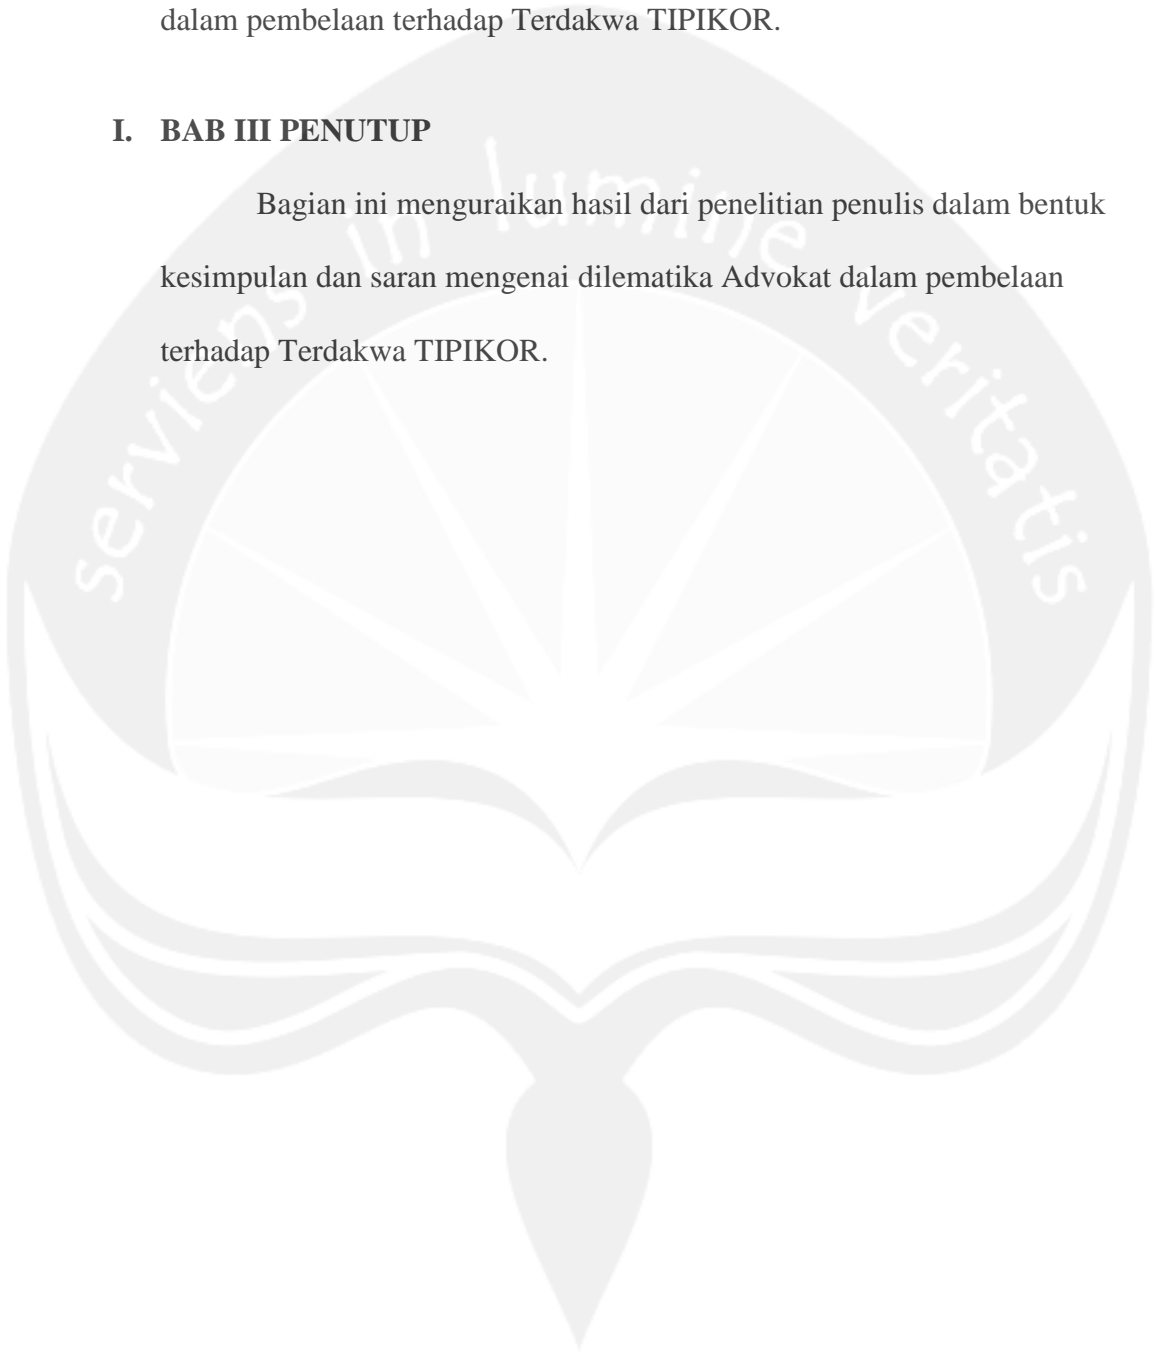 dalam pembelaan terhadap Terdakwa TIPIKOR.
I. BAB III PENUTUP
Bagian ini menguraikan hasil dari penelitian penulis dalam bentuk
kesimpulan dan saran mengenai dilematika Advokat dalam pembelaan
terhadap Terdakwa TIPIKOR.
serviens in lumine veritatis